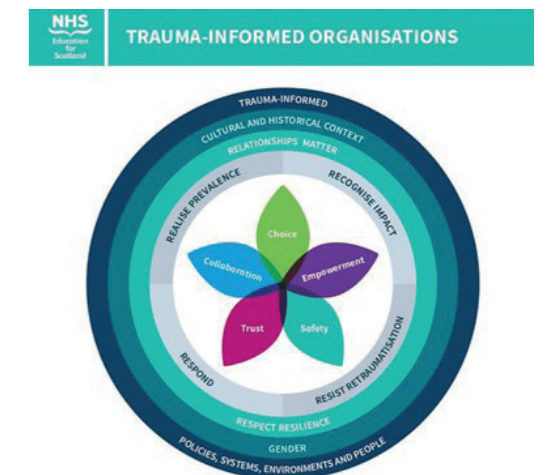 NHS
Education
for
Scotland
TRAUMA-INFORMED ORGANISATIONS
TRAUMA-INFORMED
CULTURAL AND HISTORICAL CONTEXT
RELATIONSHIPS MATTER
REALISE PREVALENCE
RECOGNISE IMPACT
Choice
Collaboration
Empowerment
Trust
Safety
RESPOND
RESIST RETRAUMATISATION
RESPECT RESILIENCE
GENDER
POLICIES, SYSTEMS, ENVIRONMENTS AND PEOPLE